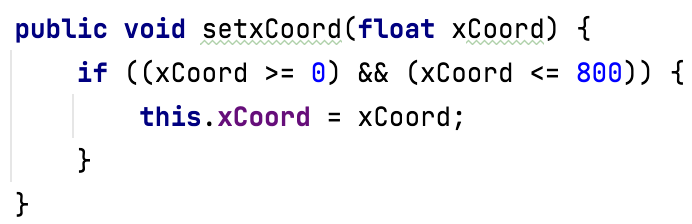 public void setxCoord(float xCoord) {
    if ((xCoord >= 0) && (xCoord <= 800)) {
        this.xCoord = xCoord;
    }
}